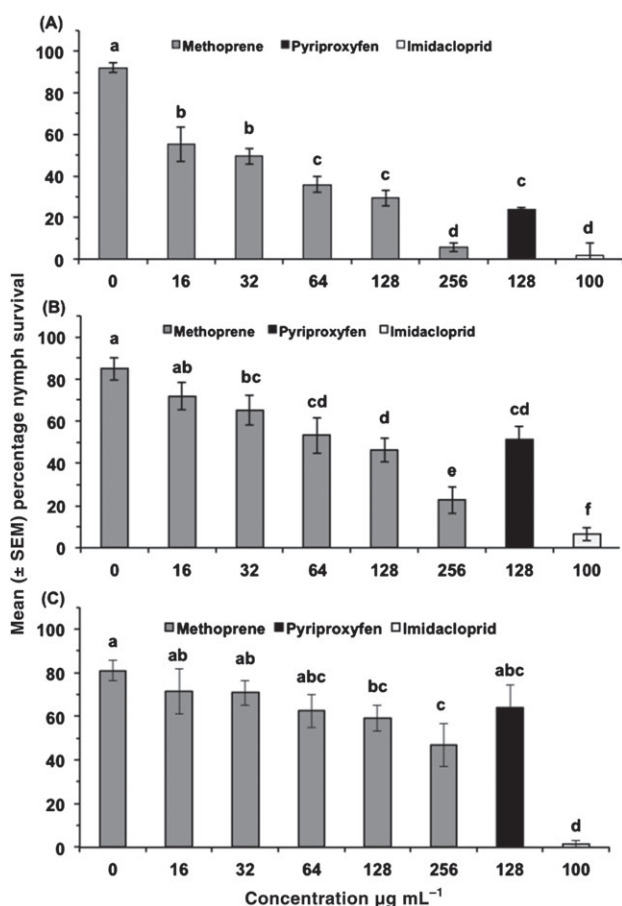 Mean (± SEM) percentage nymph survival
(A)
100
80
60
40
20
0
Methoprene Pyriproxyfen Imidacloprid
a
b
b
c
c
d
c
d
0 16 32 64 128 256 128 100
(B)
100
80
60
40
20
0
Methoprene Pyriproxyfen Imidacloprid
a
ab
bc
cd
d
e
cd
f
0 16 32 64 128 256 128 100
(C)
100
80
60
40
20
0
Methoprene Pyriproxyfen Imidacloprid
a
ab
ab
abc
bc
c
abc
d
0 16 32 64 128 256 128 100
Concentration µg mL⁻¹